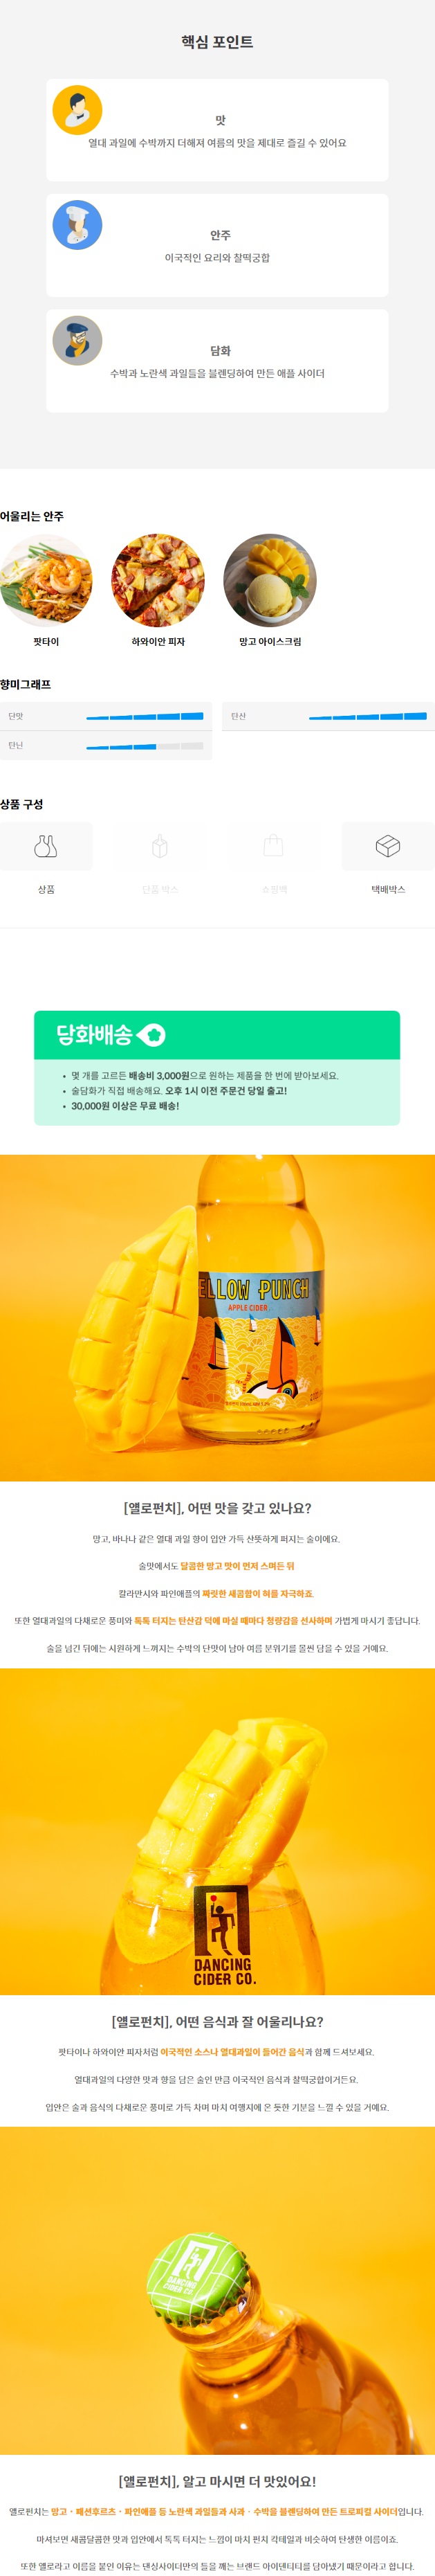 핵심 포인트
맛
열대 과일에 수박까지 더해져 여름의 맛을 제대로 즐길 수 있어요
안주
이국적인 요리와 찰떡궁합
담화
수박과 노란색 과일들을 블렌딩하여 만든 애플 사이더
어울리는 안주
팟타이
하와이안 피자
망고 아이스크림
향미그래프
단맛
탄산
탄닌
상품 구성
상품
단품 박스
쇼핑백
택배박스
담화배송
• 몇 개를 고르든 배송비 3,000원으로 원하는 제품을 한 번에 받아보세요.
• 술담화가 직접 배송해요. 오후 1시 이전 주문건 당일 출고!
• 30,000원 이상은 무료 배송!
ELLOW PUNCH
APPLE CIDER
[옐로펀치], 어떤 맛을 갖고 있나요?
망고, 바나나 같은 열대 과일 향이 입안 가득 산뜻하게 퍼지는 술이에요.
술맛에서도 달콤한 망고 맛이 먼저 스며든 뒤
칼라만시와 파인애플의 짜릿한 새콤함이 혀를 자극하죠.
또한 열대과일의 다채로운 풍미와 톡톡 터지는 탄산감 덕에 마실 때마다 청량감을 선사하며 가볍게 마시기 좋답니다.
술을 넘긴 뒤에는 시원하게 느껴지는 수박의 단맛이 남아 여름 분위기를 물씬 담을 수 있을 거예요.
DANCING
CIDER CO.
[옐로펀치], 어떤 음식과 잘 어울리나요?
팟타이나 하와이안 피자처럼 이국적인 소스나 열대과일이 들어간 음식과 함께 드셔보세요.
열대과일의 다양한 맛과 향을 담은 술인 만큼 이국적인 음식과 찰떡궁합이거든요.
입안은 술과 음식의 다채로운 풍미로 가득 차며 마치 여행지에 온 듯한 기분을 느낄 수 있을 거예요.
DANCING
CIDER CO.
[옐로펀치], 알고 마시면 더 맛있어요!
옐로펀치는 망고・패션후르츠・파인애플 등 노란색 과일들과 사과・수박을 블렌딩하여 만든 트로피컬 사이더입니다.
마셔보면 새콤달콤한 맛과 입안에서 톡톡 터지는 느낌이 마치 펀치 칵테일과 비슷하여 탄생한 이름이죠.
또한 옐로라고 이름을 붙인 이유는 댄싱사이더만의 틀을 깨는 브랜드 아이덴티티를 담아냈기 때문이라고 합니다.